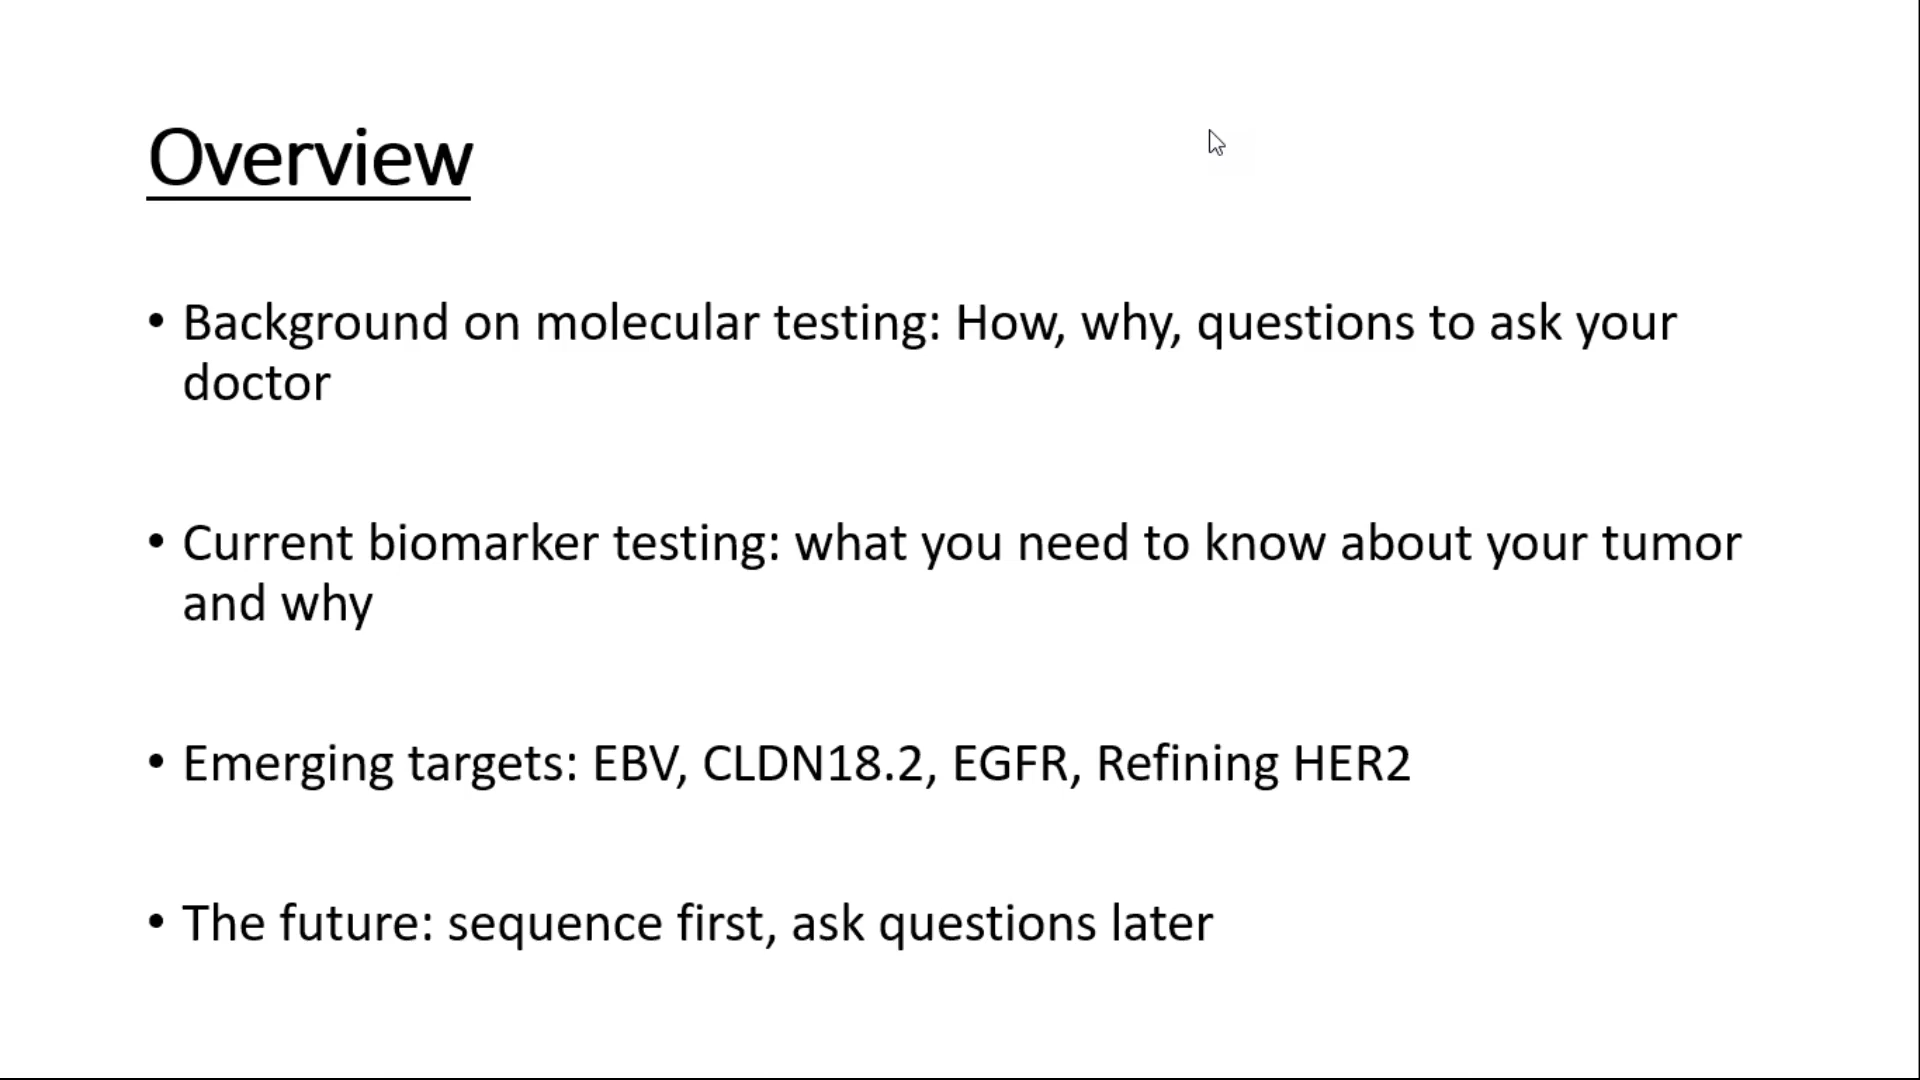 Overview
• Background on molecular testing: How, why, questions to ask your
doctor
• Current biomarker testing: what you need to know about your tumor
and why
• Emerging targets: EBV, CLDN18.2, EGFR, Refining HER2
• The future: sequence first, ask questions later